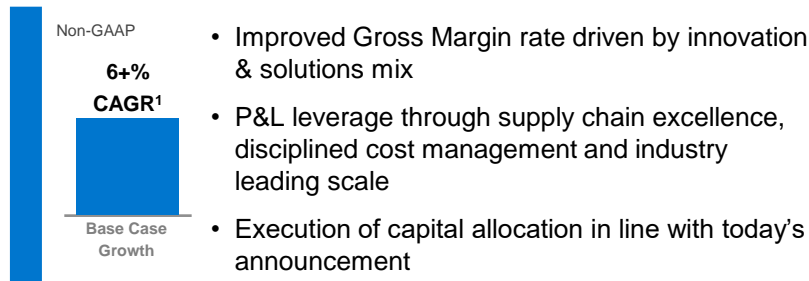 Non-GAAP
6+%
CAGR¹
Base Case
Growth
• Improved Gross Margin rate driven by innovation
& solutions mix
• P&L leverage through supply chain excellence,
disciplined cost management and industry
leading scale
• Execution of capital allocation in line with today’s
announcement